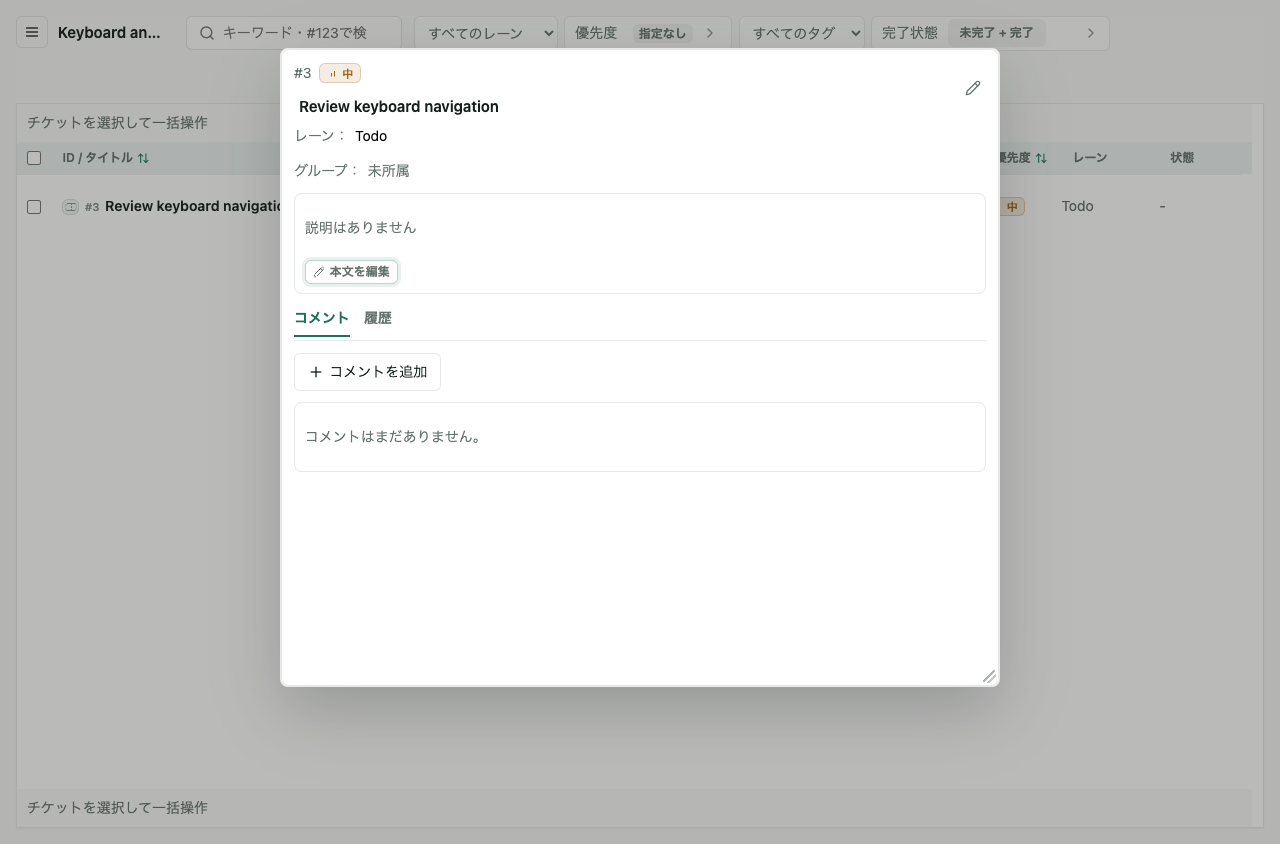 Keyboard an...
キーワード・#123で検
すべてのレーン
優先度 指定なし
すべてのタグ
完了状態 未完了 + 完了
チケットを選択して一括操作
ID / タイトル
優先度
レーン
状態
#3 Review keyboard navigatio
中
Todo
-
#3 中
Review keyboard navigation
レーン： Todo
グループ： 未所属
説明はありません
本文を編集
コメント 履歴
コメントを追加
コメントはまだありません。
チケットを選択して一括操作